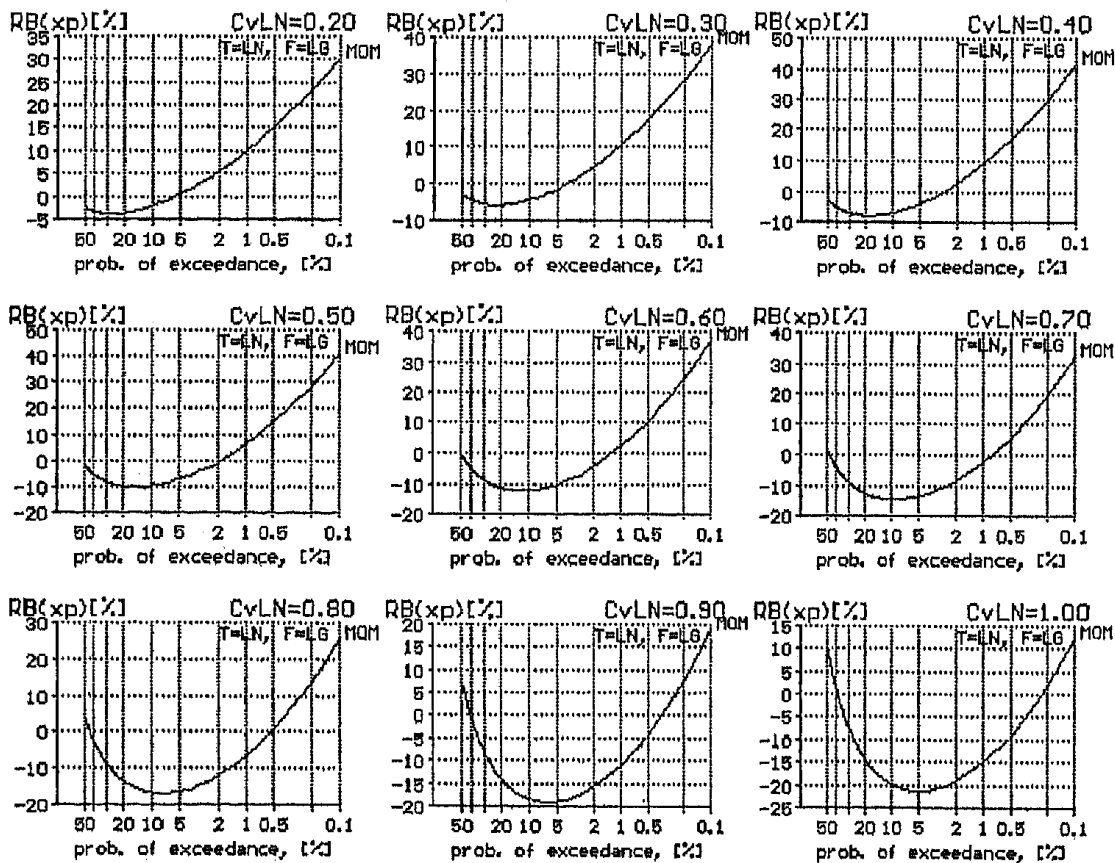 RB(xp)[%] CvLN=0.20
T=LN, F=LG MOM
35
30
25
20
15
10
5
0
-5
50 20 10 5 2 1 0.5 0.1
prob. of exceedance, [%]
RB(xp)[%] CvLN=0.30
T=LN, F=LG MOM
40
30
20
10
0
-10
50 20 10 5 2 1 0.5 0.1
prob. of exceedance, [%]
RB(xp)[%] CvLN=0.40
T=LN, F=LG MOM
50
40
30
20
10
0
-10
50 20 10 5 2 1 0.5 0.1
prob. of exceedance, [%]
RB(xp)[%] CvLN=0.50
T=LN, F=LG MOM
50
40
30
20
10
0
-10
-20
50 20 10 5 2 1 0.5 0.1
prob. of exceedance, [%]
RB(xp)[%] CvLN=0.60
T=LN, F=LG MOM
40
30
20
10
0
-10
-20
50 20 10 5 2 1 0.5 0.1
prob. of exceedance, [%]
RB(xp)[%] CvLN=0.70
T=LN, F=LG MOM
40
30
20
10
0
-10
-20
50 20 10 5 2 1 0.5 0.1
prob. of exceedance, [%]
RB(xp)[%] CvLN=0.80
T=LN, F=LG MOM
30
20
10
0
-10
-20
50 20 10 5 2 1 0.5 0.1
prob. of exceedance, [%]
RB(xp)[%] CvLN=0.90
T=LN, F=LG MOM
20
15
10
5
0
-5
-10
-15
-20
50 20 10 5 2 1 0.5 0.1
prob. of exceedance, [%]
RB(xp)[%] CvLN=1.00
T=LN, F=LG MOM
15
10
5
0
-5
-10
-15
-20
-25
50 20 10 5 2 1 0.5 0.1
prob. of exceedance, [%]